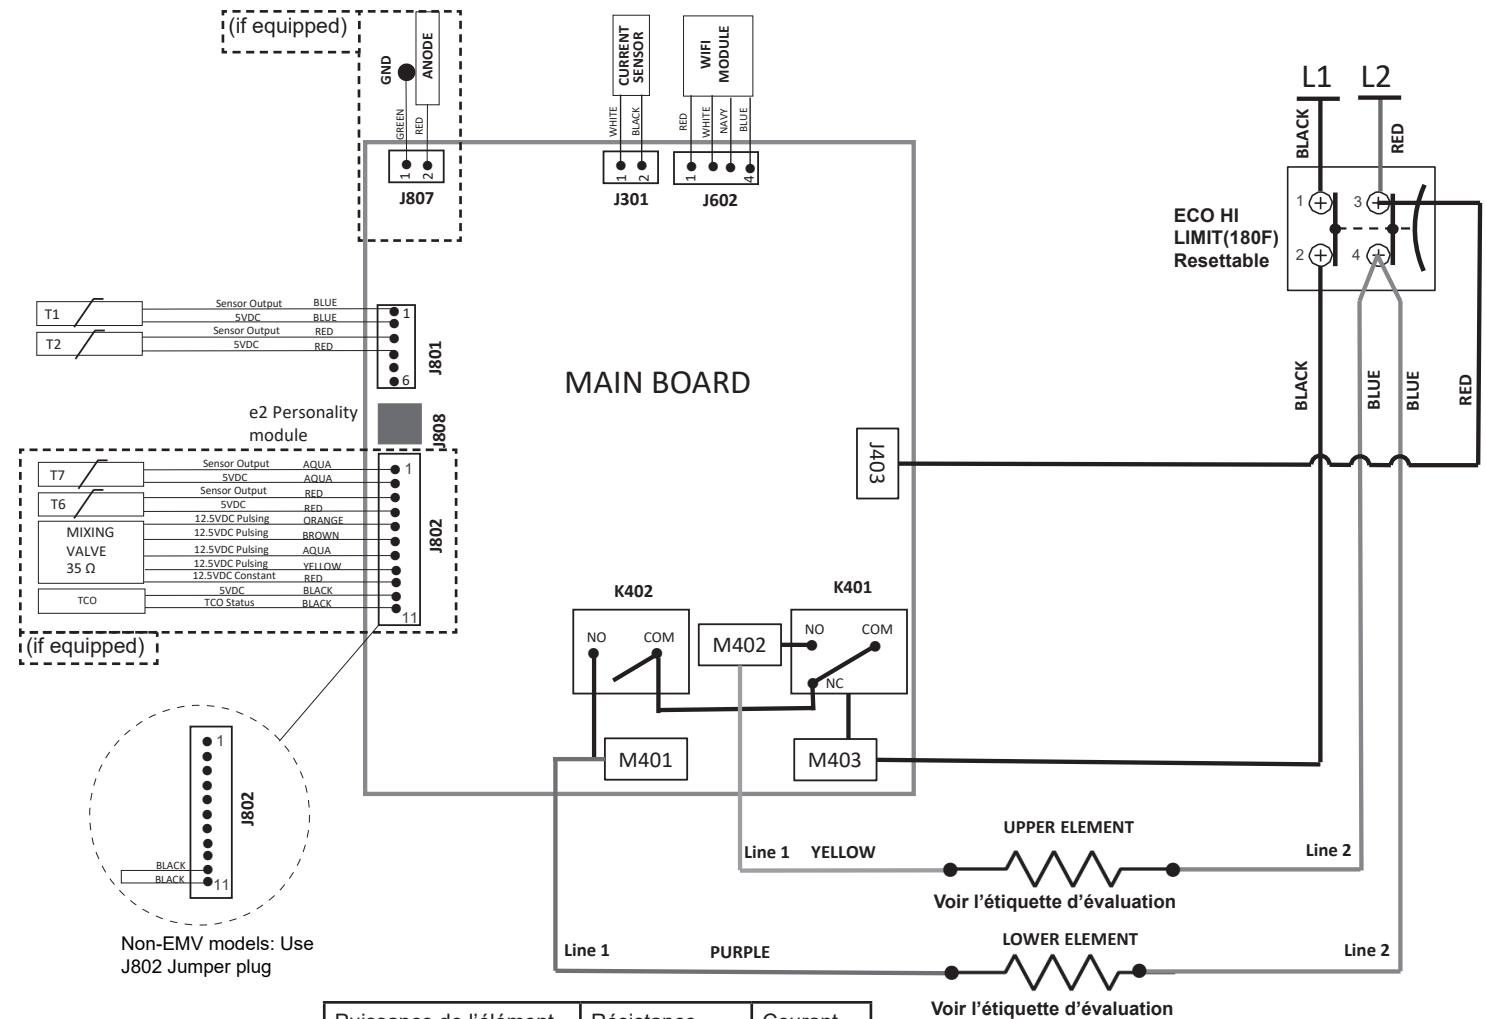 (if equipped)
GND
ANODE
GREEN
RED
1
2
J807
CURRENT
SENSOR
WHITE
BLACK
1
2
J301
WIFI
MODULE
RED
WHITE
NAVY
BLUE
1
4
J602
L1
L2
BLACK
RED
ECO HI
LIMIT(180F)
Resettable
1
3
2
4
T1
Sensor Output BLUE
5VDC BLUE
T2
Sensor Output RED
5VDC RED
1
6
J801
MAIN BOARD
BLACK
BLUE
BLUE
RED
e2 Personality
module
J808
J403
T7
Sensor Output AQUA
5VDC AQUA
T6
Sensor Output RED
5VDC RED
MIXING
VALVE
35 Ω
12.5VDC Pulsing ORANGE
12.5VDC Pulsing BROWN
12.5VDC Pulsing AQUA
12.5VDC Pulsing YELLOW
12.5VDC Constant RED
TCO
5VDC BLACK
TCO Status BLACK
1
11
J802
(if equipped)
K402
NO
COM
M402
K401
NO
COM
NC
M401
M403
1
J802
BLACK
BLACK
11
Non-EMV models: Use
J802 Jumper plug
UPPER ELEMENT
Line 1 YELLOW
Line 2
Voir l'étiquette d'évaluation
LOWER ELEMENT
Line 1 PURPLE
Line 2
Voir l'étiquette d'évaluation
Puissance de l'élément Résistance Courant